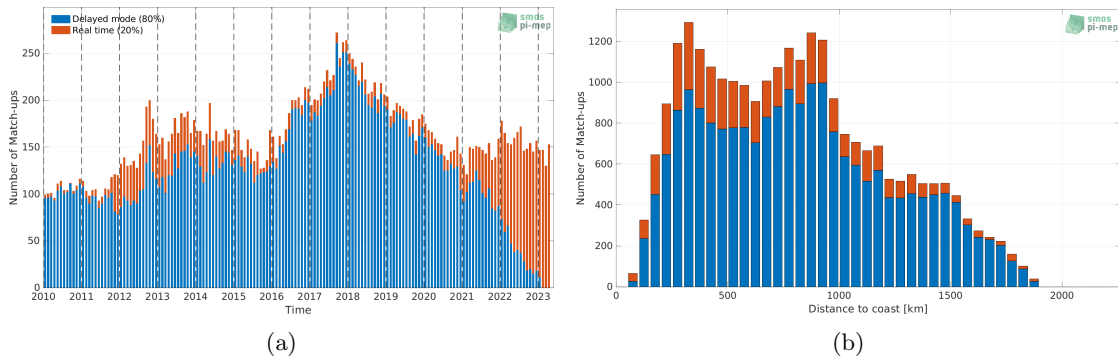 Delayed mode (80%)
Real time (20%)
smos
pi-mep
Number of Match-ups
250
200
150
100
50
0
2010 2011 2012 2013 2014 2015 2016 2017 2018 2019 2020 2021 2022 2023
Time
(a)
smos
pi-mep
Number of Match-ups
1200
1000
800
600
400
200
0
0 500 1000 1500 2000
Distance to coast [km]
(b)